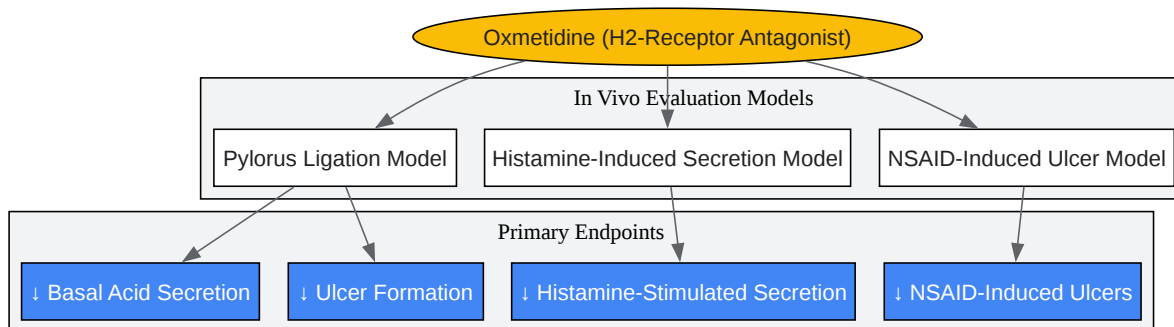 Oxmetidine (H2-Receptor Antagonist)
In Vivo Evaluation Models
Pylorus Ligation Model
Histamine-Induced Secretion Model
NSAID-Induced Ulcer Model
Primary Endpoints
↓ Basal Acid Secretion
↓ Ulcer Formation
↓ Histamine-Stimulated Secretion
↓ NSAID-Induced Ulcers